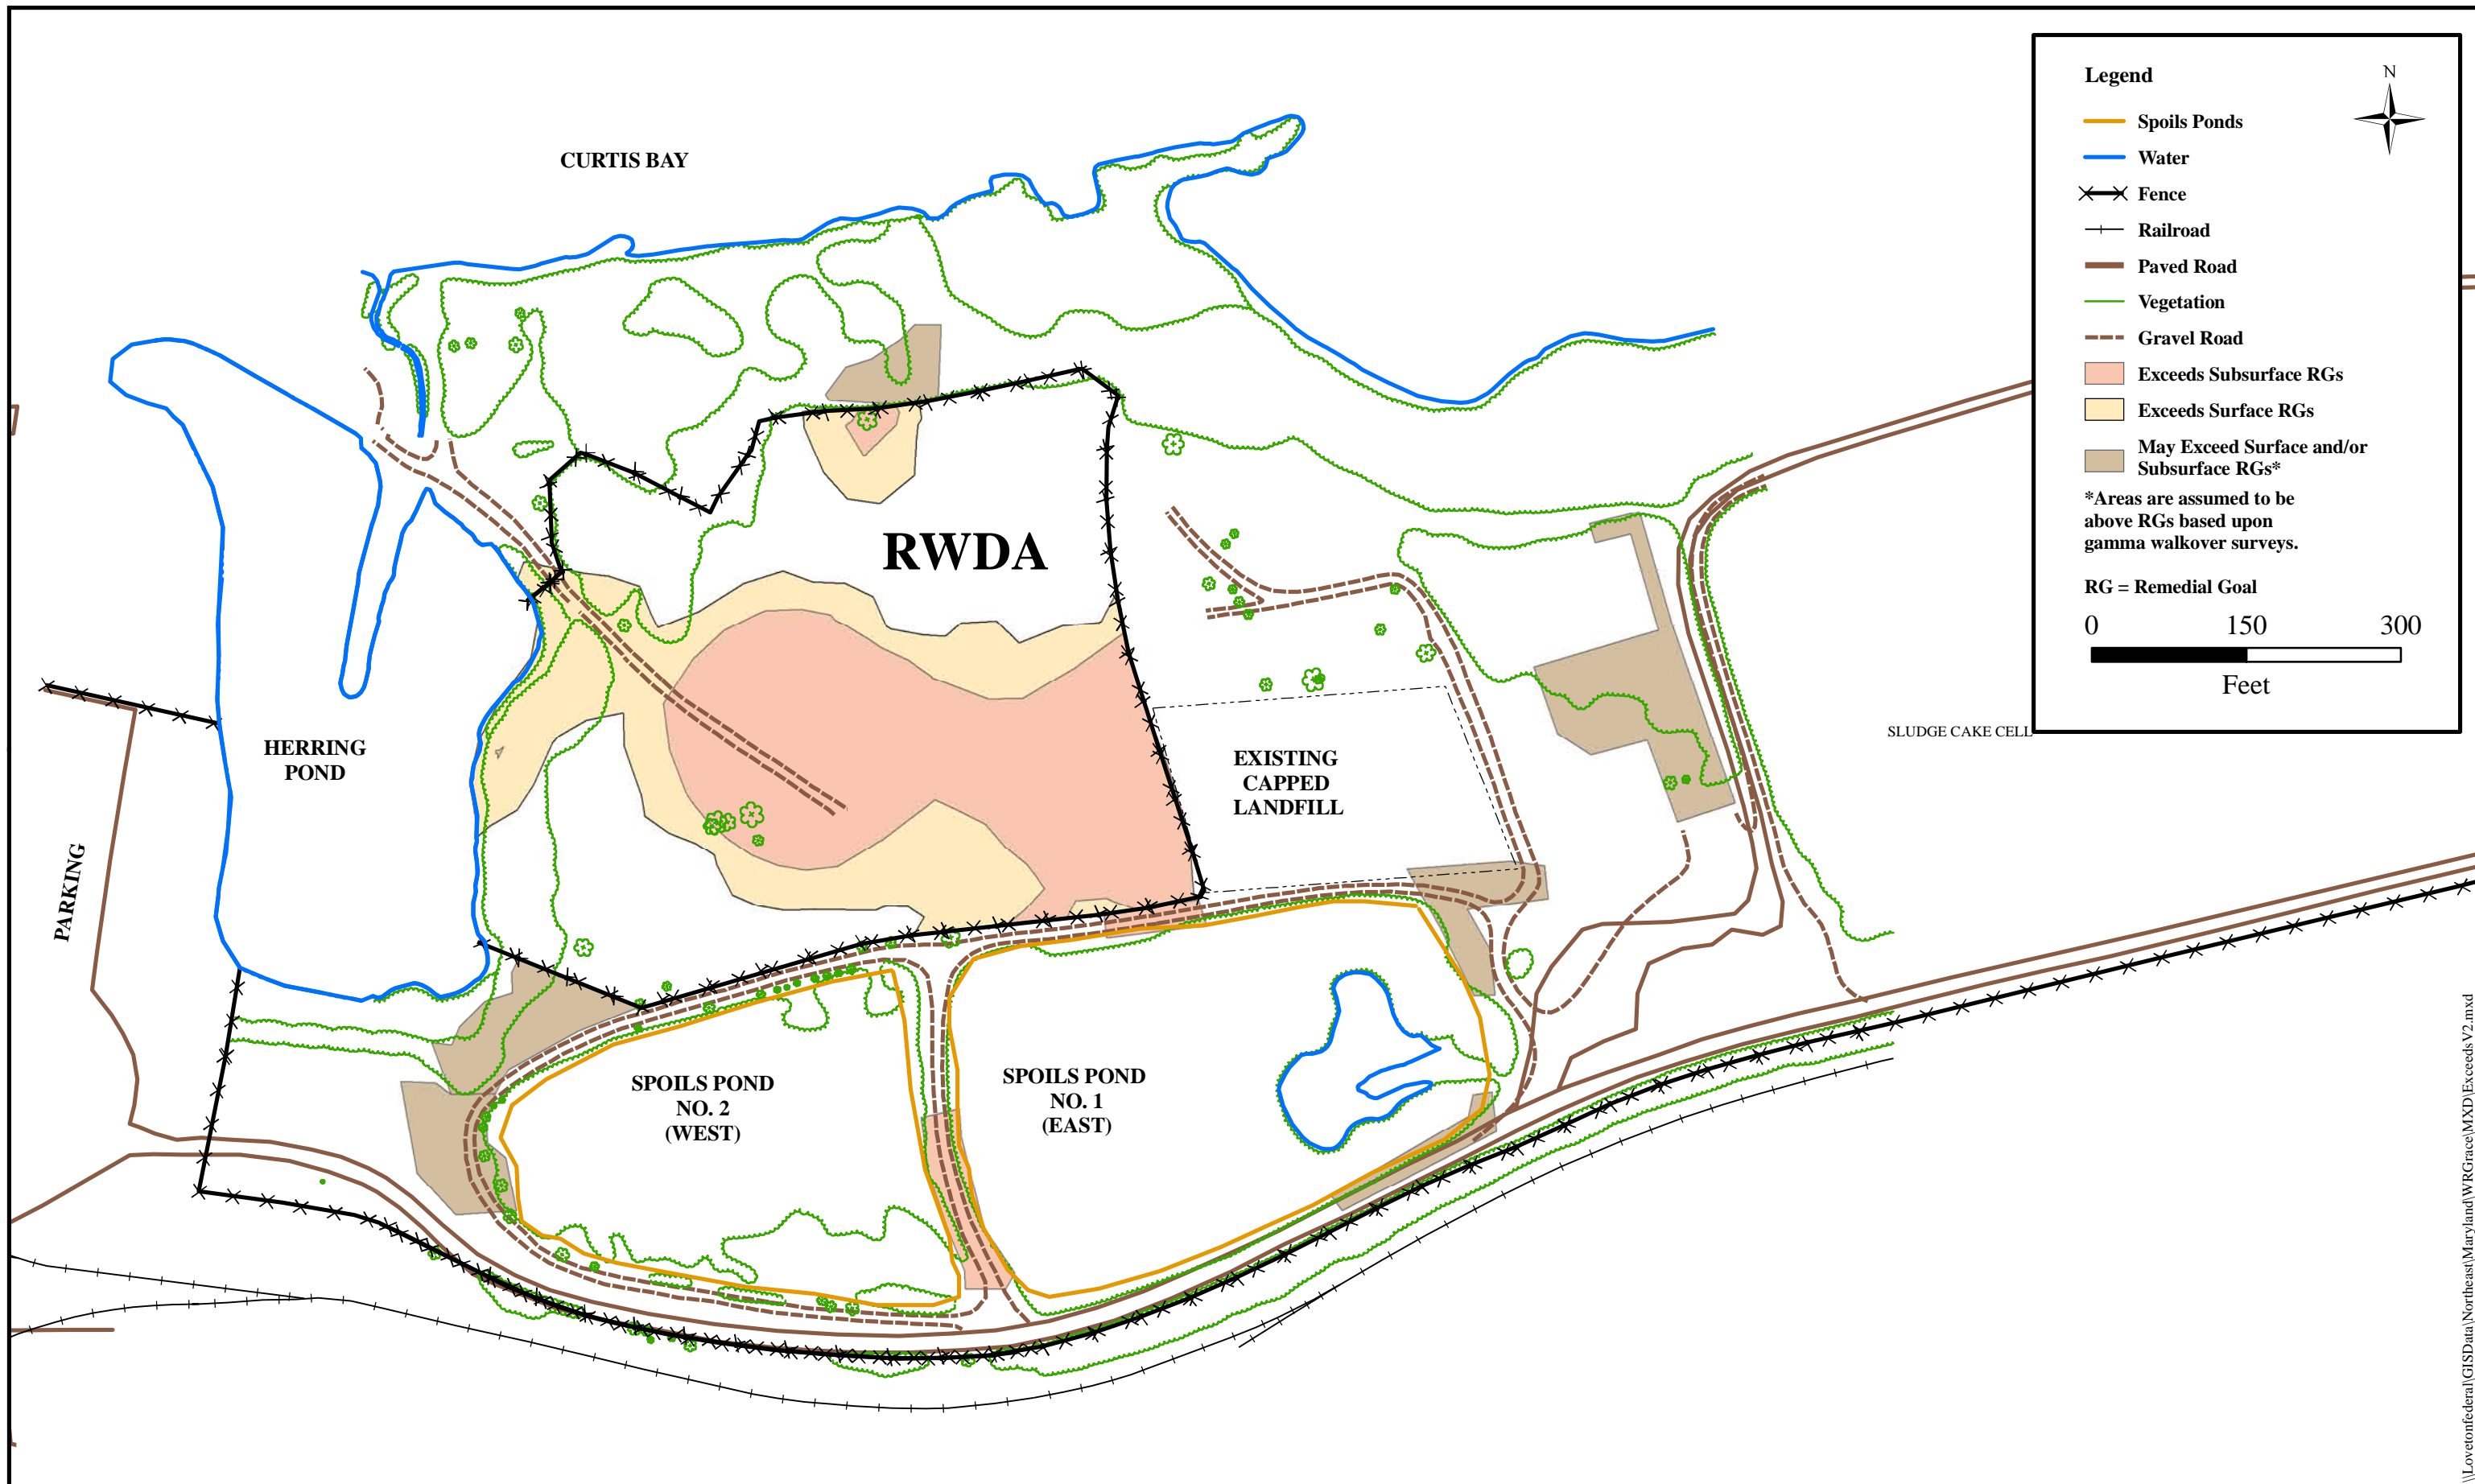 CURTIS BAY
RWDA
HERRING
POND
PARKING
EXISTING
CAPPED
LANDFILL
SPOILS POND
NO. 2
(WEST)
SPOILS POND
NO. 1
(EAST)
SLUDGE CAKE CELL
Legend
N
Spoils Ponds
Water
Fence
Railroad
Paved Road
Vegetation
Gravel Road
Exceeds Subsurface RGs
Exceeds Surface RGs
May Exceed Surface and/or
Subsurface RGs*
*Areas are assumed to be
above RGs based upon
gamma walkover surveys.
RG = Remedial Goal
0 150 300
Feet
\\Lovetonfederal\GISData\Northeast\Maryland\WRGrace\MXD\Exceeds V2.mxd